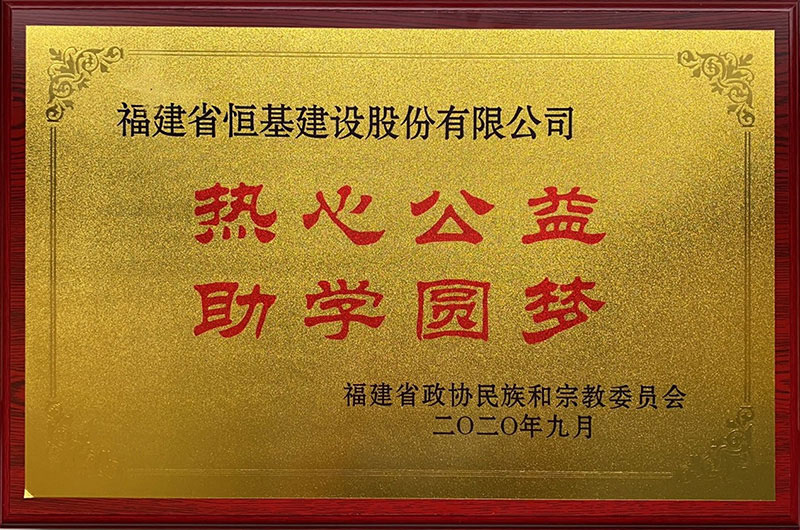 福建省恒基建设股份有限公司
热心公益
助学圆梦
福建省政协民族和宗教委员会
二〇二〇年九月